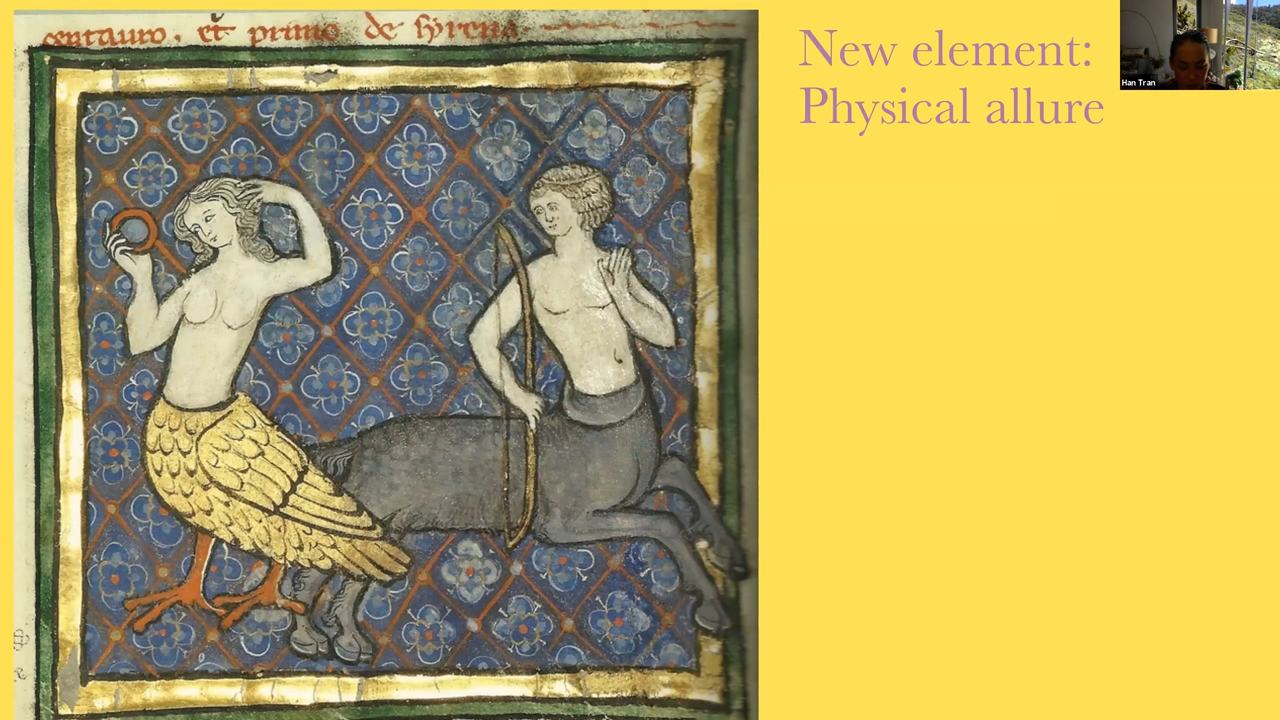 centauro. et primo de syrena
New element:
Physical allure
Han Tran